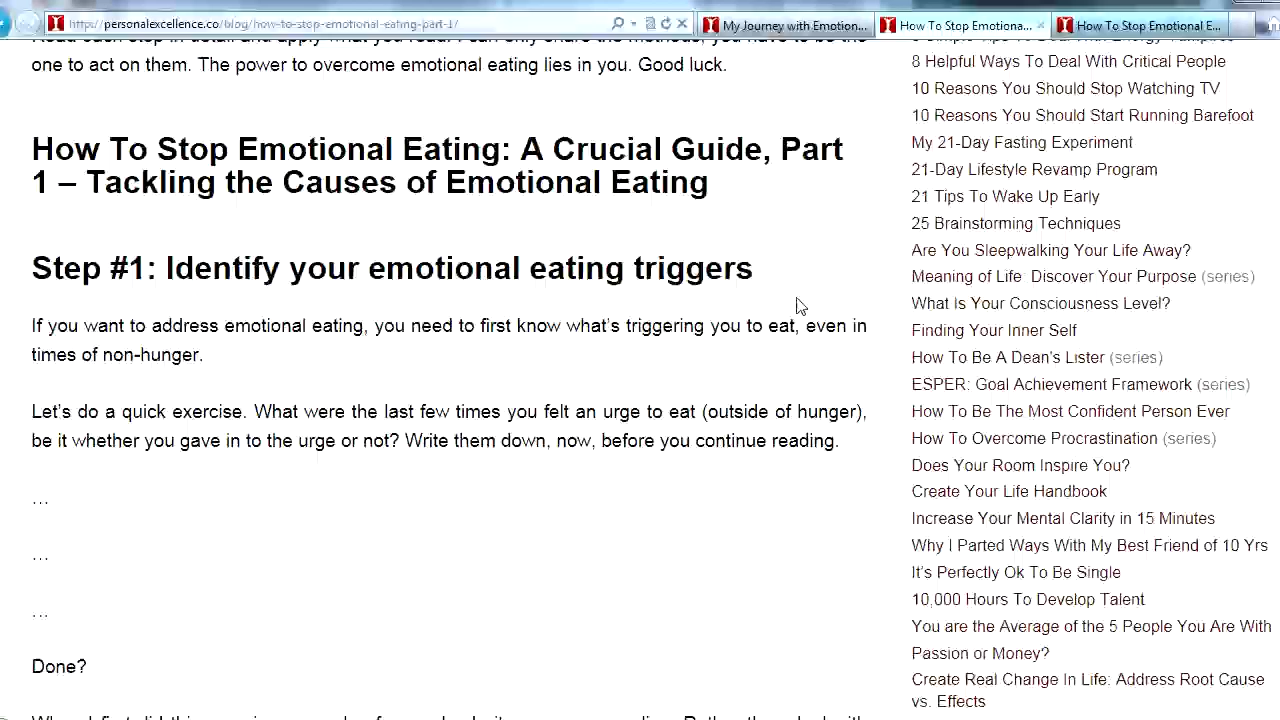 http://personalexcellence.co/blog/how-to-stop-emotional-eating-part-1/
My Journey with Emotion...
How To Stop Emotiona...
How To Stop Emotional E...
one to act on them. The power to overcome emotional eating lies in you. Good luck.
How To Stop Emotional Eating: A Crucial Guide, Part
1 – Tackling the Causes of Emotional Eating
Step #1: Identify your emotional eating triggers
If you want to address emotional eating, you need to first know what's triggering you to eat, even in
times of non-hunger.
Let's do a quick exercise. What were the last few times you felt an urge to eat (outside of hunger),
be it whether you gave in to the urge or not? Write them down, now, before you continue reading.
…
…
…
Done?
8 Helpful Ways To Deal With Critical People
10 Reasons You Should Stop Watching TV
10 Reasons You Should Start Running Barefoot
My 21-Day Fasting Experiment
21-Day Lifestyle Revamp Program
21 Tips To Wake Up Early
25 Brainstorming Techniques
Are You Sleepwalking Your Life Away?
Meaning of Life: Discover Your Purpose (series)
What Is Your Consciousness Level?
Finding Your Inner Self
How To Be A Dean's Lister (series)
ESPER: Goal Achievement Framework (series)
How To Be The Most Confident Person Ever
How To Overcome Procrastination (series)
Does Your Room Inspire You?
Create Your Life Handbook
Increase Your Mental Clarity in 15 Minutes
Why I Parted Ways With My Best Friend of 10 Yrs
It's Perfectly Ok To Be Single
10,000 Hours To Develop Talent
You are the Average of the 5 People You Are With
Passion or Money?
Create Real Change In Life: Address Root Cause
vs. Effects